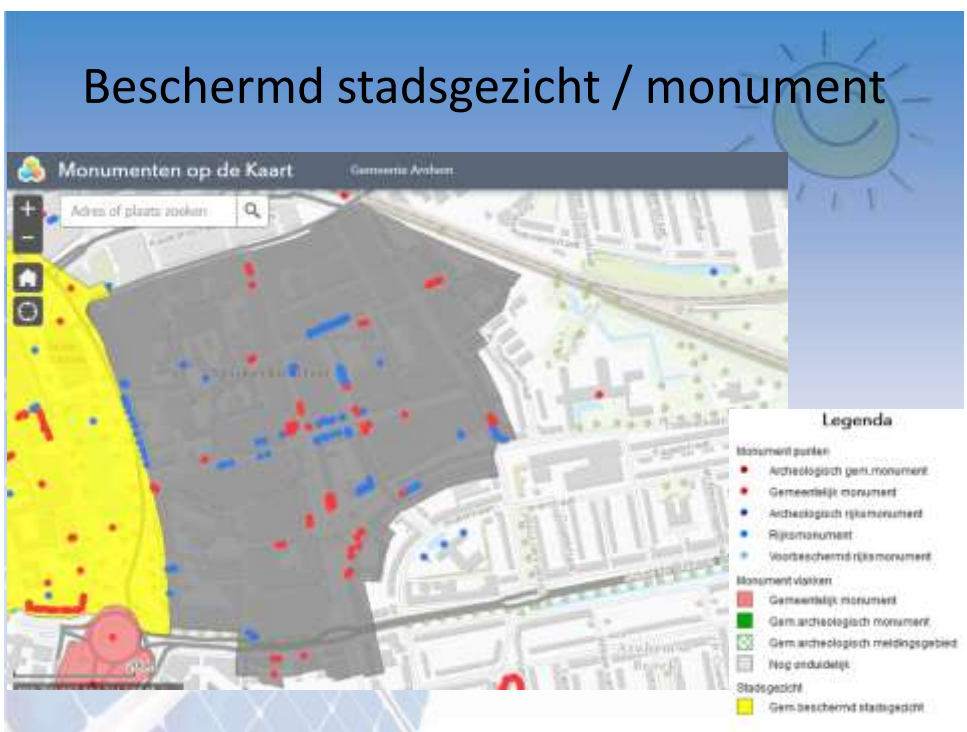 Beschermd stadsgezicht / monument
Monumenten op de Kaart
Gemeente Arnhem
Adres of plaats zoeken
Legenda
Monument punten
Archeologisch gem. monument
Gemeentelijk monument
Archeologisch rijksmonument
Rijksmonument
Voorbeschermd rijksmonument
Monument vlakken
Gemeentelijk monument
Gem. archeologisch monument
Gem. archeologisch meldingsgebied
Nog onduidelijk
Stadsgezicht
Gem. beschermd stadsgezicht